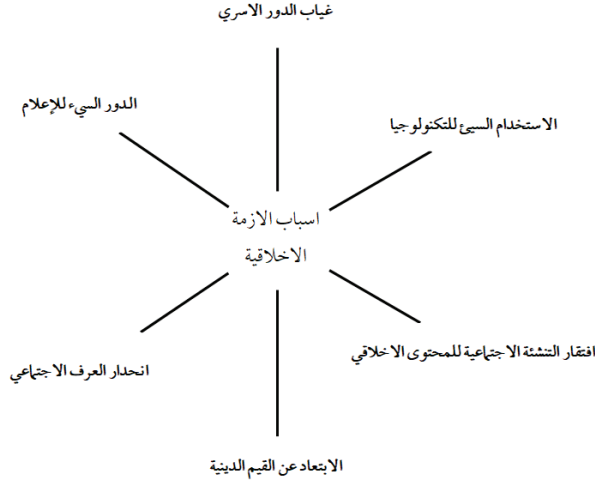 غياب الدور الاسري
الدور السيء للإعلام
الاستخدام السيئ للتكنولوجيا
اسباب الازمة
الاخلاقية
افتقار التنشئة الاجتماعية للمحتوى الاخلاقي
انحدار العرف الاجتماعي
الابتعاد عن القيم الدينية